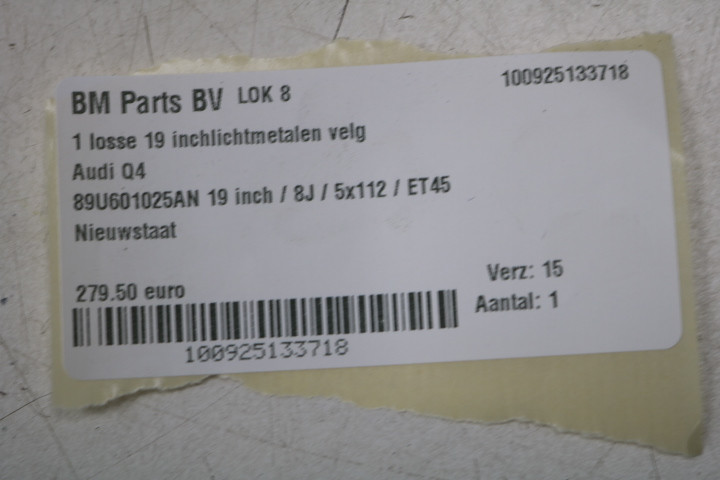 BM Parts BV LOK 8 100925133718
1 losse 19 inchlichtmetalen velg
Audi Q4
89U601025AN 19 inch / 8J / 5x112 / ET45
Nieuwstaat
Verz: 15
279.50 euro
Aantal: 1
100925133718